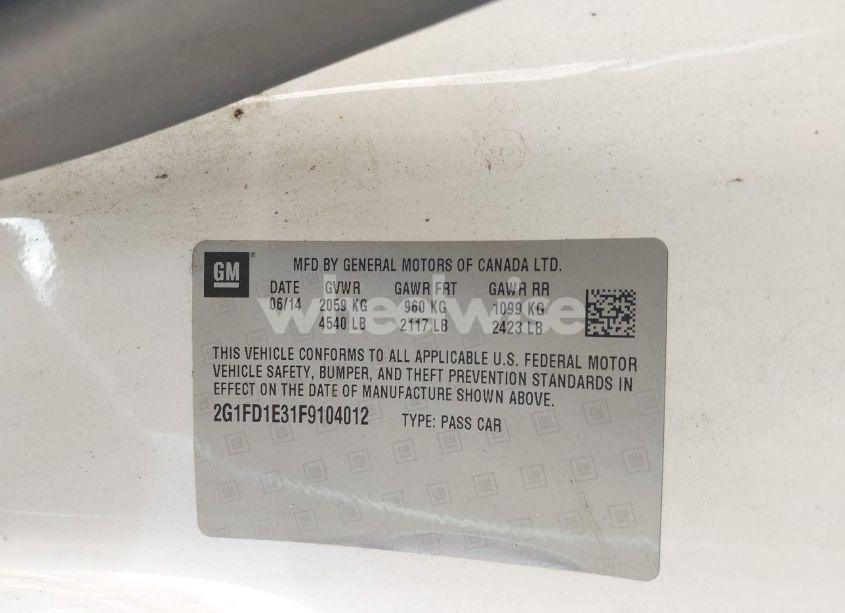 GM
MFD BY GENERAL MOTORS OF CANADA LTD.
DATE GVWR GAWR FRT GAWR RR
06/14 2059 KG 960 KG 1099 KG
4540 LB 2117 LB 2423 LB
wheelwise
THIS VEHICLE CONFORMS TO ALL APPLICABLE U.S. FEDERAL MOTOR
VEHICLE SAFETY, BUMPER, AND THEFT PREVENTION STANDARDS IN
EFFECT ON THE DATE OF MANUFACTURE SHOWN ABOVE.
2G1FD1E31F9104012 TYPE: PASS CAR